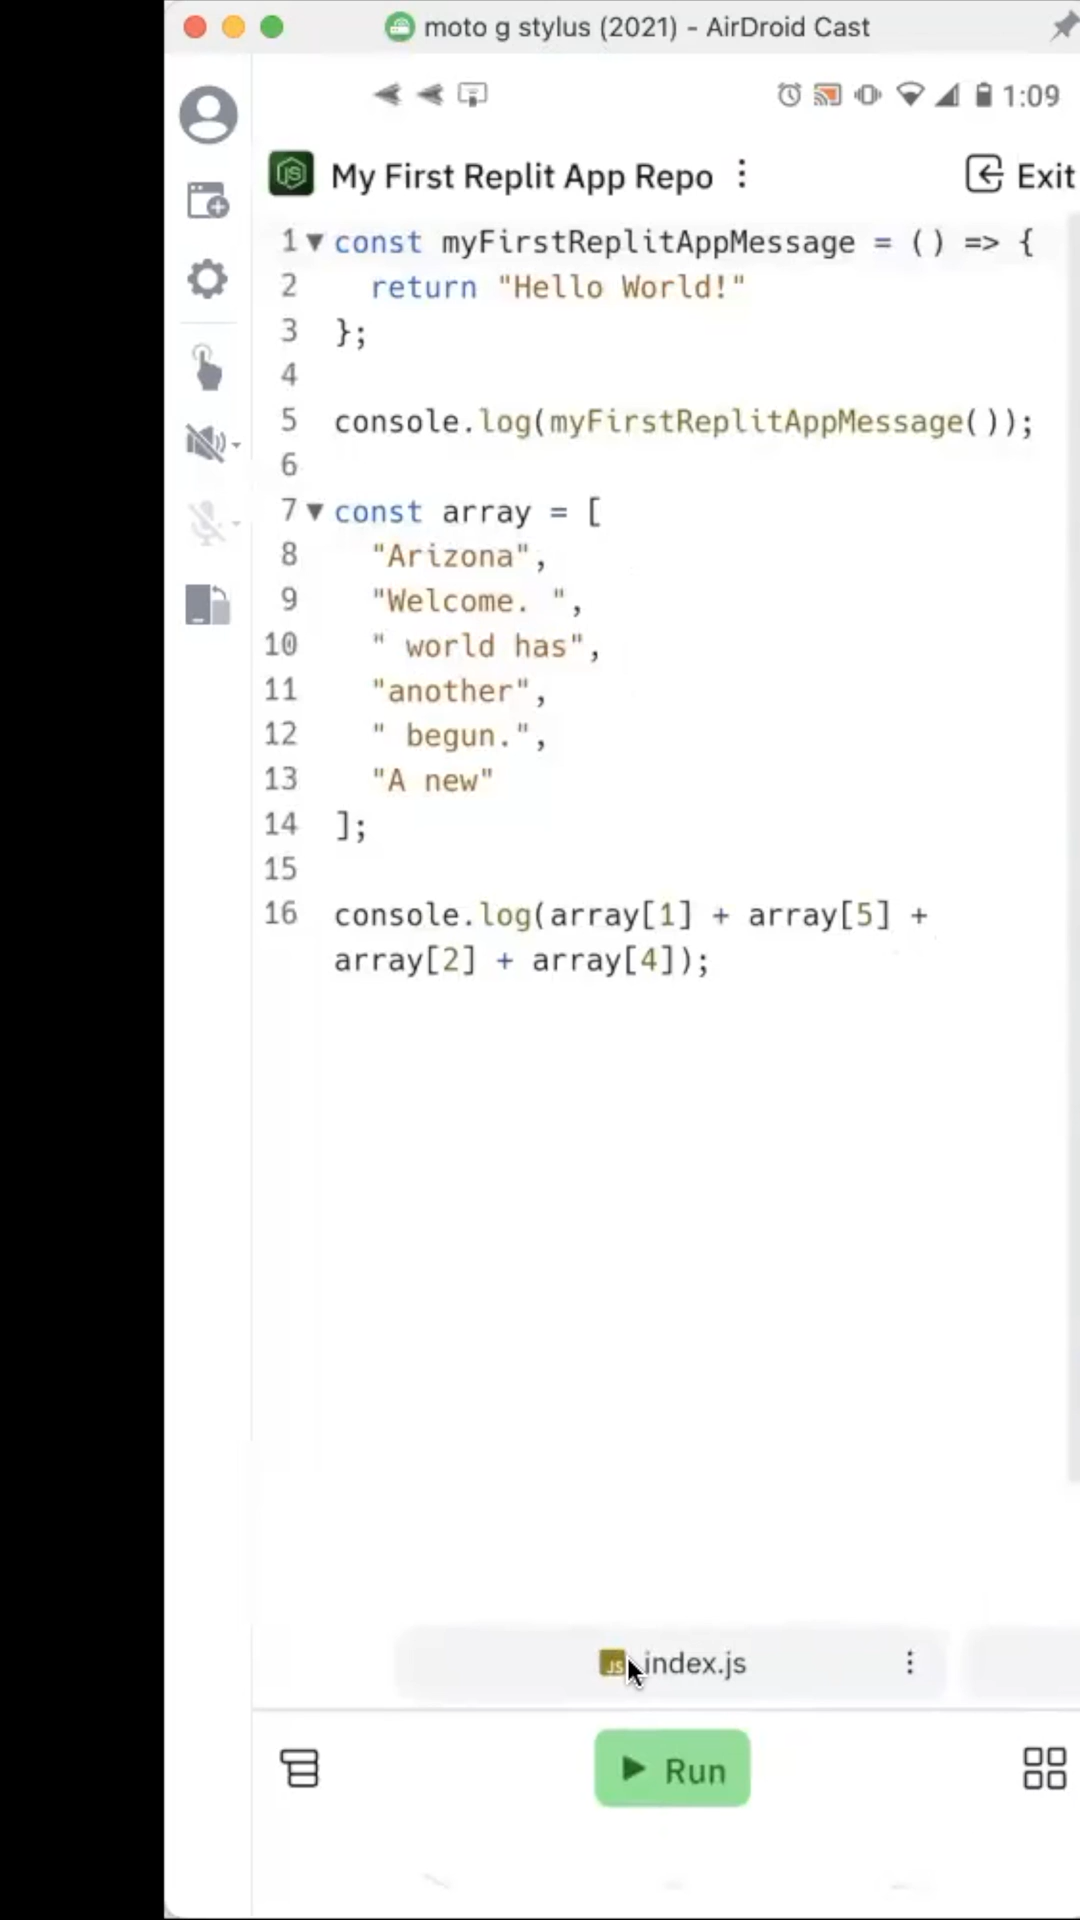 moto g stylus (2021) - AirDroid Cast
1:09
JS My First Replit App Repo Exit
1 const myFirstReplitAppMessage = () => {
2   return "Hello World!"
3 };
4
5 console.log(myFirstReplitAppMessage());
6
7 const array = [
8   "Arizona",
9   "Welcome. ",
10   " world has",
11   "another",
12   " begun.",
13   "A new"
14 ];
15
16 console.log(array[1] + array[5] +
array[2] + array[4]);
JS index.js
Run